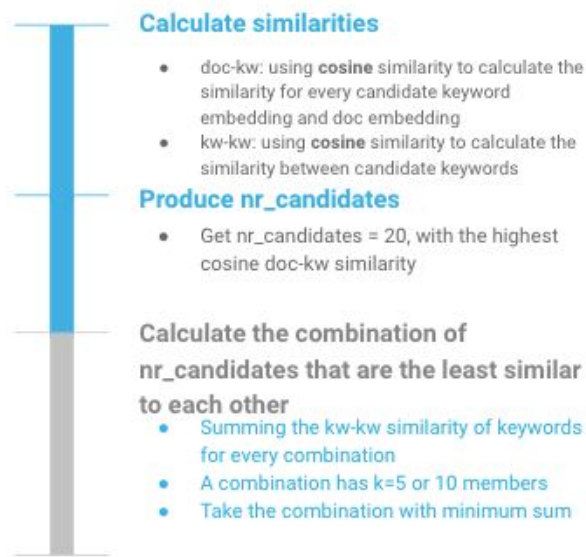 Calculate similarities
● doc-kw: using cosine similarity to calculate the
similarity for every candidate keyword
embedding and doc embedding
● kw-kw: using cosine similarity to calculate the
similarity between candidate keywords
Produce nr_candidates
● Get nr_candidates = 20, with the highest
cosine doc-kw similarity
Calculate the combination of
nr_candidates that are the least similar
to each other
● Summing the kw-kw similarity of keywords
for every combination
● A combination has k=5 or 10 members
● Take the combination with minimum sum